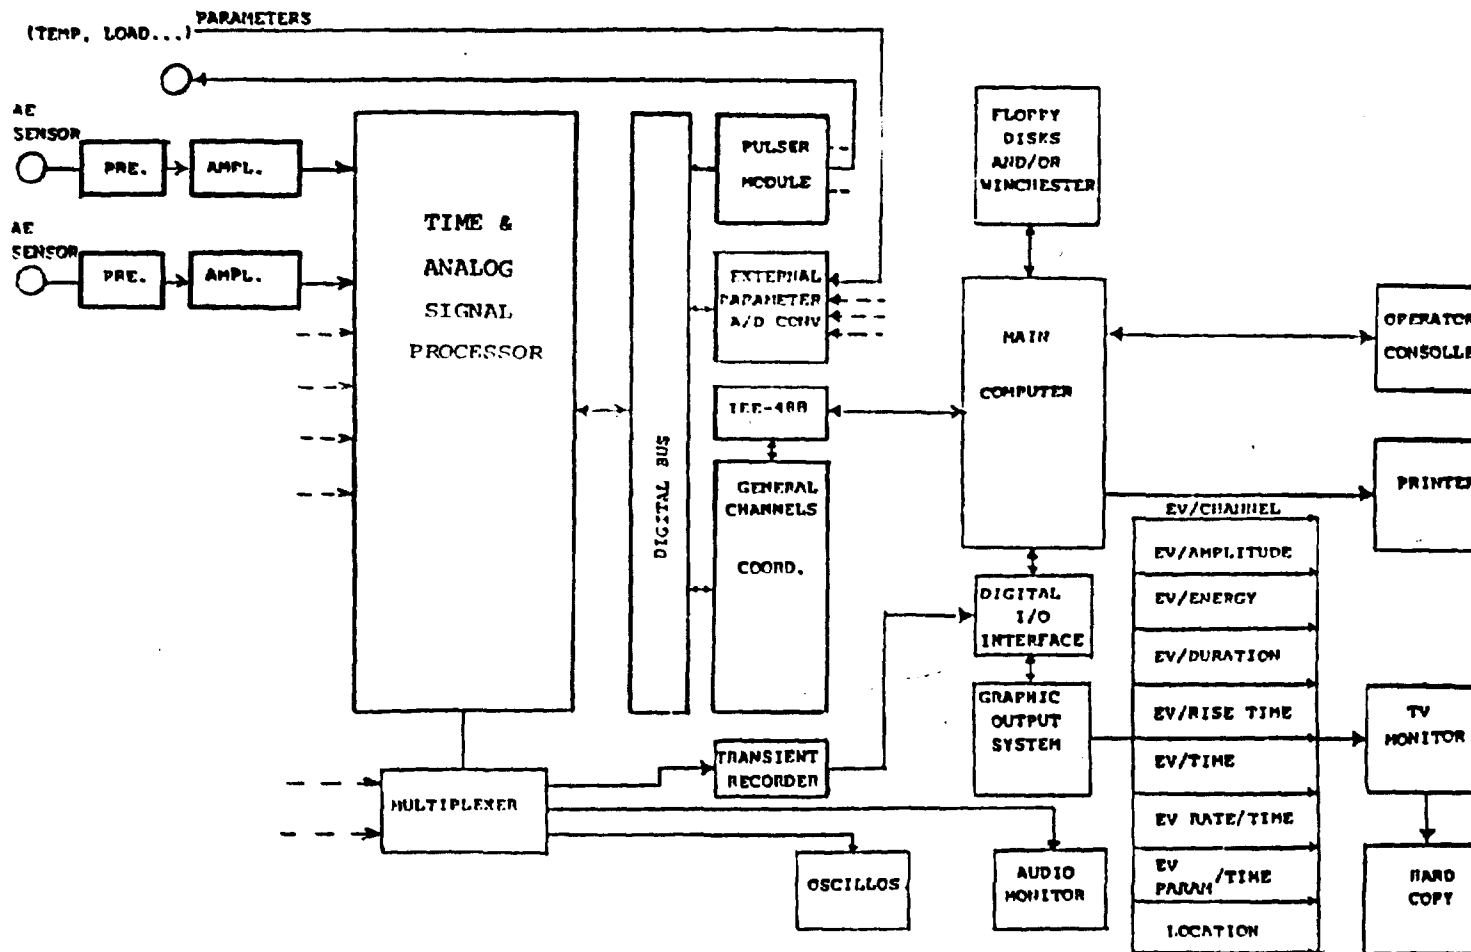 PARAMETERS
(TEMP. LOAD...)
AE
SENSOR
PRE.
AMPL.
AE
SENSOR
PRE.
AMPL.
TIME &
ANALOG
SIGNAL
PROCESSOR
DIGITAL BUS
PULSER
MODULE
EXTERNAL
PARAMETER
A/D CONV
IEE-488
GENERAL
CHANNELS
COORD.
FLOPPY
DISKS
AND/OR
WINCHESTER
MAIN
COMPUTER
OPERATOR
CONSOLLE
PRINTER
DIGITAL
I/O
INTERFACE
GRAPHIC
OUTPUT
SYSTEM
EV/CHANNEL
EV/AMPLITUDE
EV/ENERGY
EV/DURATION
EV/RISE TIME
EV/TIME
EV RATE/TIME
EV
PARAM/TIME
LOCATION
TV
MONITOR
HARD
COPY
TRANSIENT
RECORDER
MULTIPLEXER
OSCILLOS
AUDIO
MONITOR